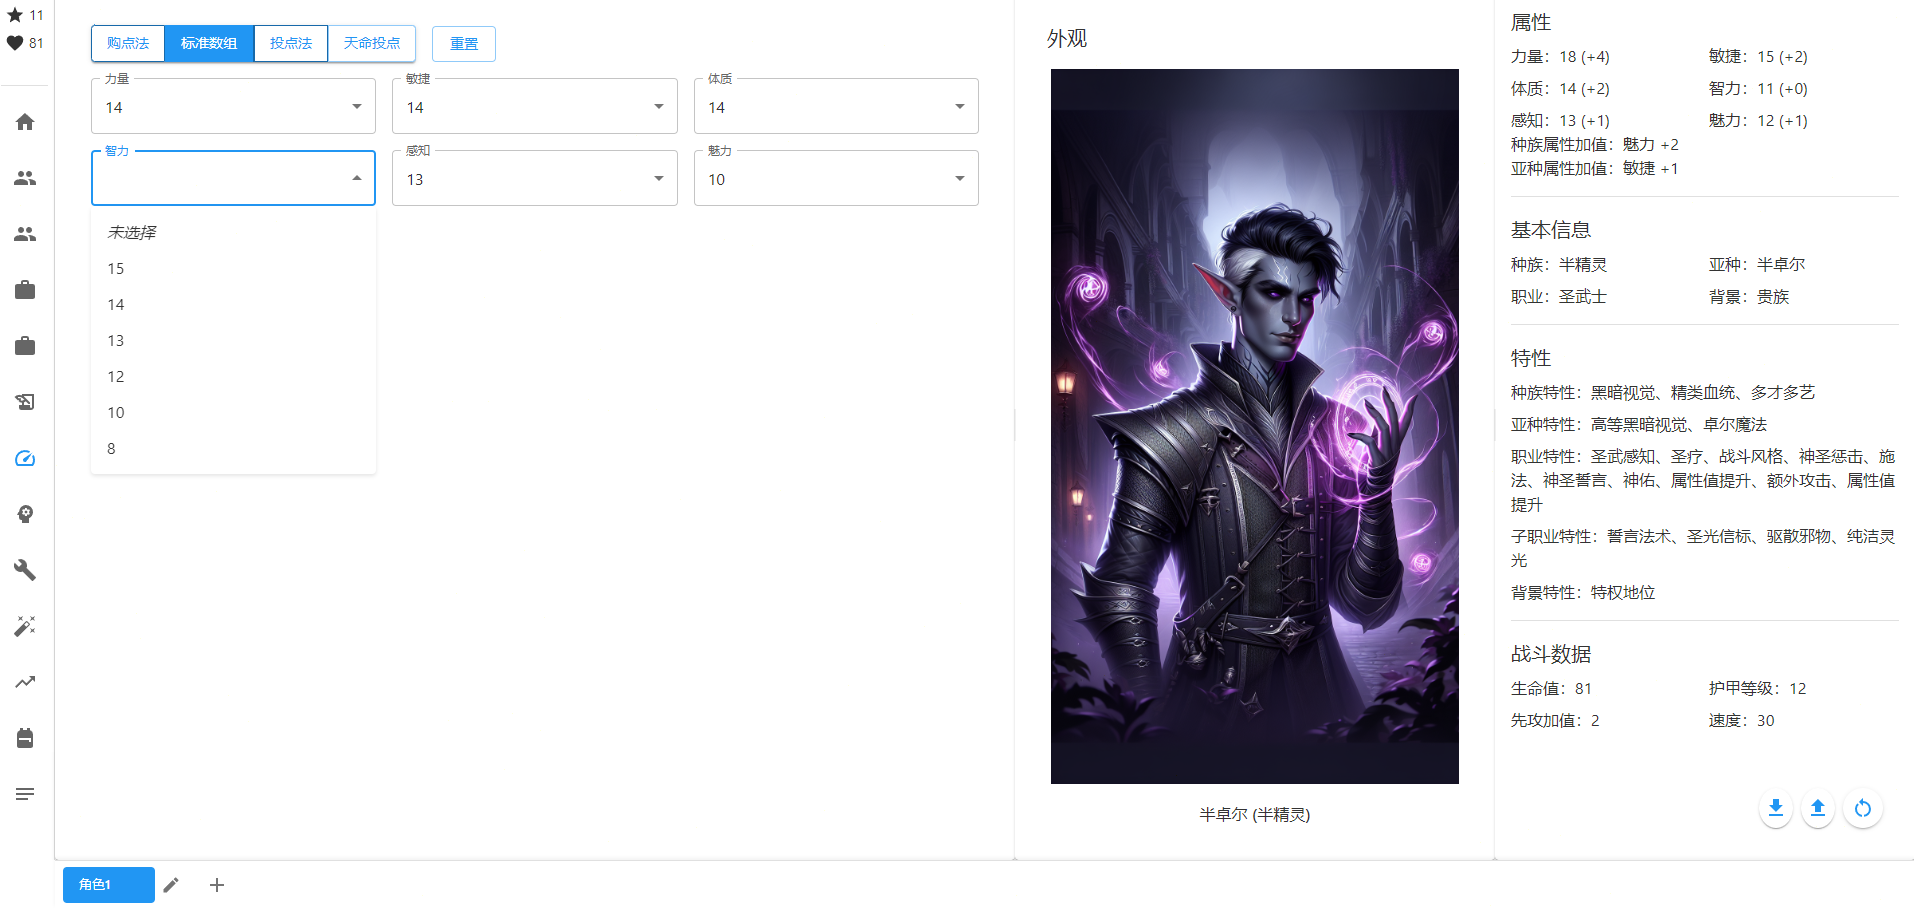 11
81
购点法 标准数组 投点法 天命投点 重置
力量 敏捷 体质
14 14 14
智力 感知 魅力
13 10
未选择
15
14
13
12
10
8
外观
半卓尔 (半精灵)
属性
力量：18 (+4) 敏捷：15 (+2)
体质：14 (+2) 智力：11 (+0)
感知：13 (+1) 魅力：12 (+1)
种族属性加值：魅力 +2
亚种属性加值：敏捷 +1
基本信息
种族：半精灵 亚种：半卓尔
职业：圣武士 背景：贵族
特性
种族特性：黑暗视觉、精类血统、多才多艺
亚种特性：高等黑暗视觉、卓尔魔法
职业特性：圣武感知、圣疗、战斗风格、神圣惩击、施
法、神圣誓言、神佑、属性值提升、额外攻击、属性值
提升
子职业特性：誓言法术、圣光信标、驱散邪物、纯洁灵
光
背景特性：特权地位
战斗数据
生命值：81 护甲等级：12
先攻加值：2 速度：30
角色1